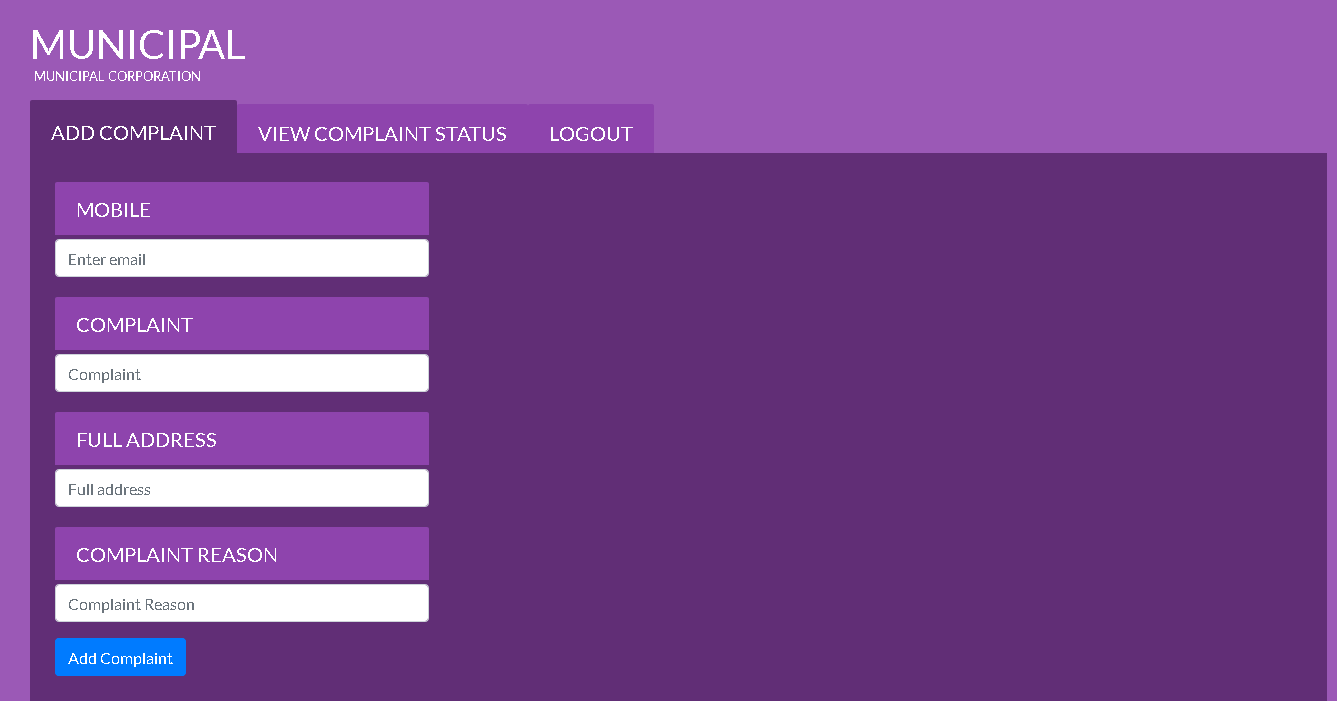 MUNICIPAL
MUNICIPAL CORPORATION
ADD COMPLAINT VIEW COMPLAINT STATUS LOGOUT
MOBILE
Enter email
COMPLAINT
Complaint
FULL ADDRESS
Full address
COMPLAINT REASON
Complaint Reason
Add Complaint